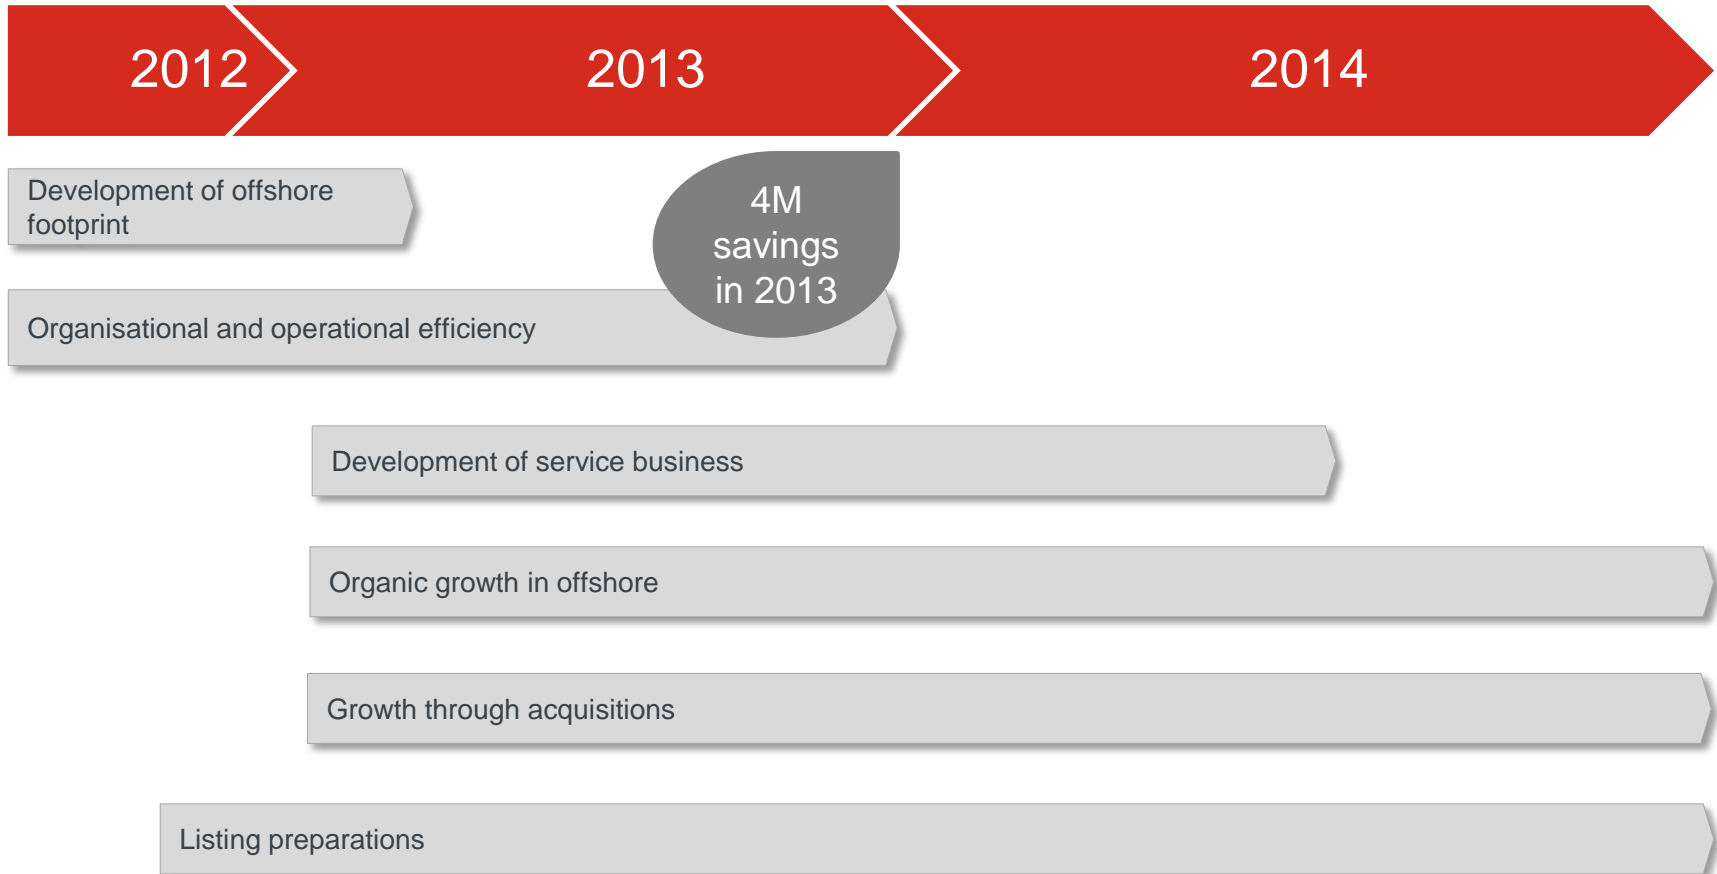 2012
2013
2014
Development of offshore
footprint
4M
savings
in 2013
Organisational and operational efficiency
Development of service business
Organic growth in offshore
Growth through acquisitions
Listing preparations